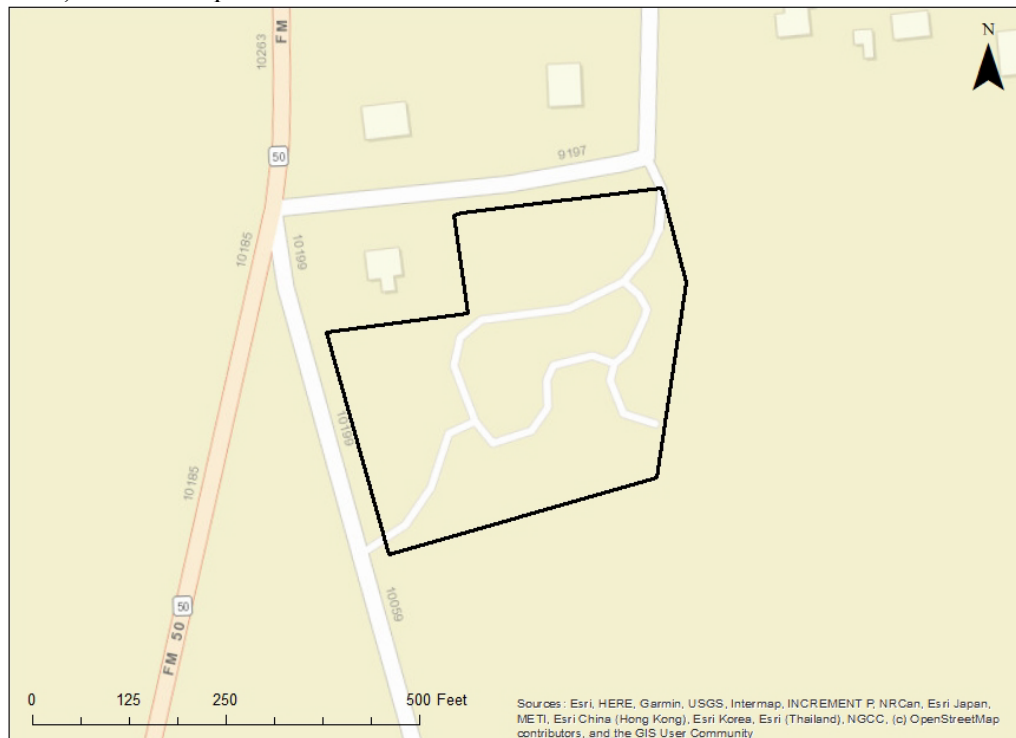 10263
FM
N
50
9197
10199
10185
10199
10185
10059
50
FM 50
0 125 250 500 Feet
Sources: Esri, HERE, Garmin, USGS, Intermap, INCREMENT P, NRCan, Esri Japan,
METI, Esri China (Hong Kong), Esri Korea, Esri (Thailand), NGCC, (c) OpenStreetMap
contributors, and the GIS User Community